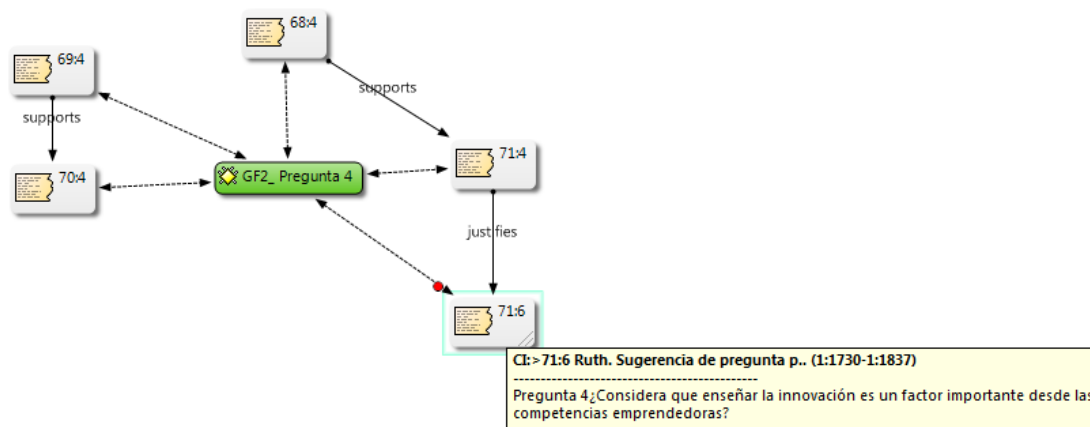 68:4
69:4
supports
supports
71:4
70:4
GF2_ Pregunta 4
justifies
71:6
CI:>71:6 Ruth. Sugerencia de pregunta p.. (1:1730-1:1837)
--------------------------------------------
Pregunta 4¿Considera que enseñar la innovación es un factor importante desde las
competencias emprendedoras?